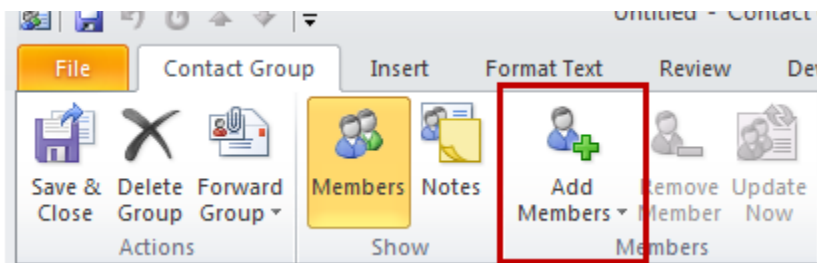 Untitled - Contact
File Contact Group Insert Format Text Review De
Save & Close Delete Group Forward Group Members Notes Add Members Remove Member Update Now
Actions Show Members